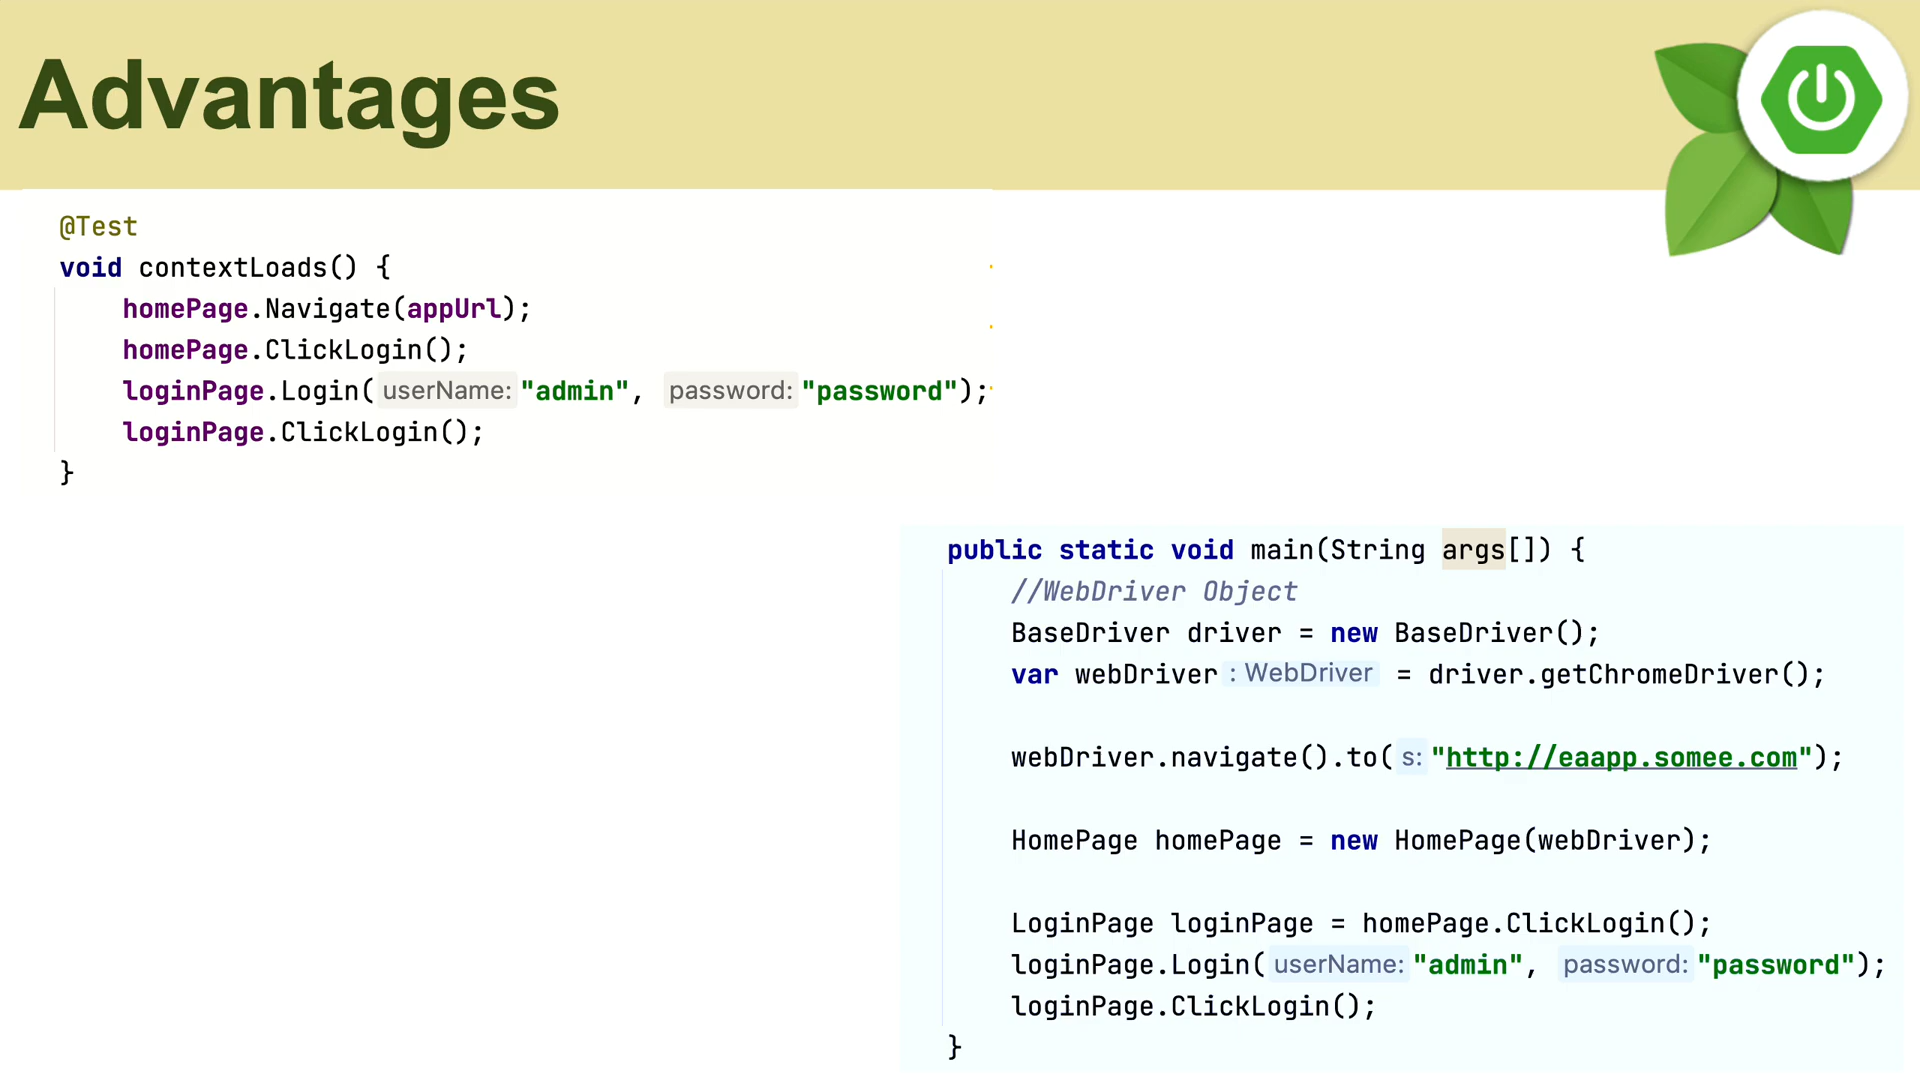 Advantages
@Test
void contextLoads() {
homePage.Navigate(appUrl);
homePage.ClickLogin();
loginPage.Login( userName: "admin", password: "password");
loginPage.ClickLogin();
}
public static void main(String args[]) {
//WebDriver Object
BaseDriver driver = new BaseDriver();
var webDriver : WebDriver = driver.getChromeDriver();
webDriver.navigate().to( s: "http://eaapp.somee.com");
HomePage homePage = new HomePage(webDriver);
LoginPage loginPage = homePage.ClickLogin();
loginPage.Login( userName: "admin", password: "password");
loginPage.ClickLogin();
}